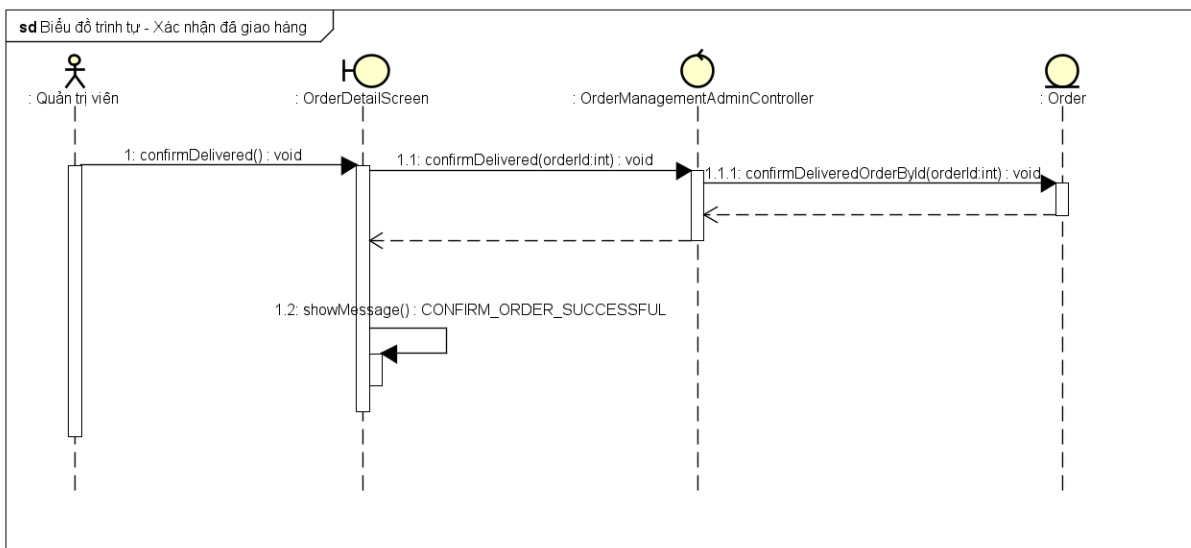 sd Biểu đồ trình tự - Xác nhận đã giao hàng
: Quản trị viên
: OrderDetailScreen
: OrderManagementAdminController
: Order
1: confirmDelivered() : void
1.1: confirmDelivered(orderId:int) : void
1.1.1: confirmDeliveredOrderById(orderId:int) : void
1.2: showMessage() : CONFIRM_ORDER_SUCCESSFUL